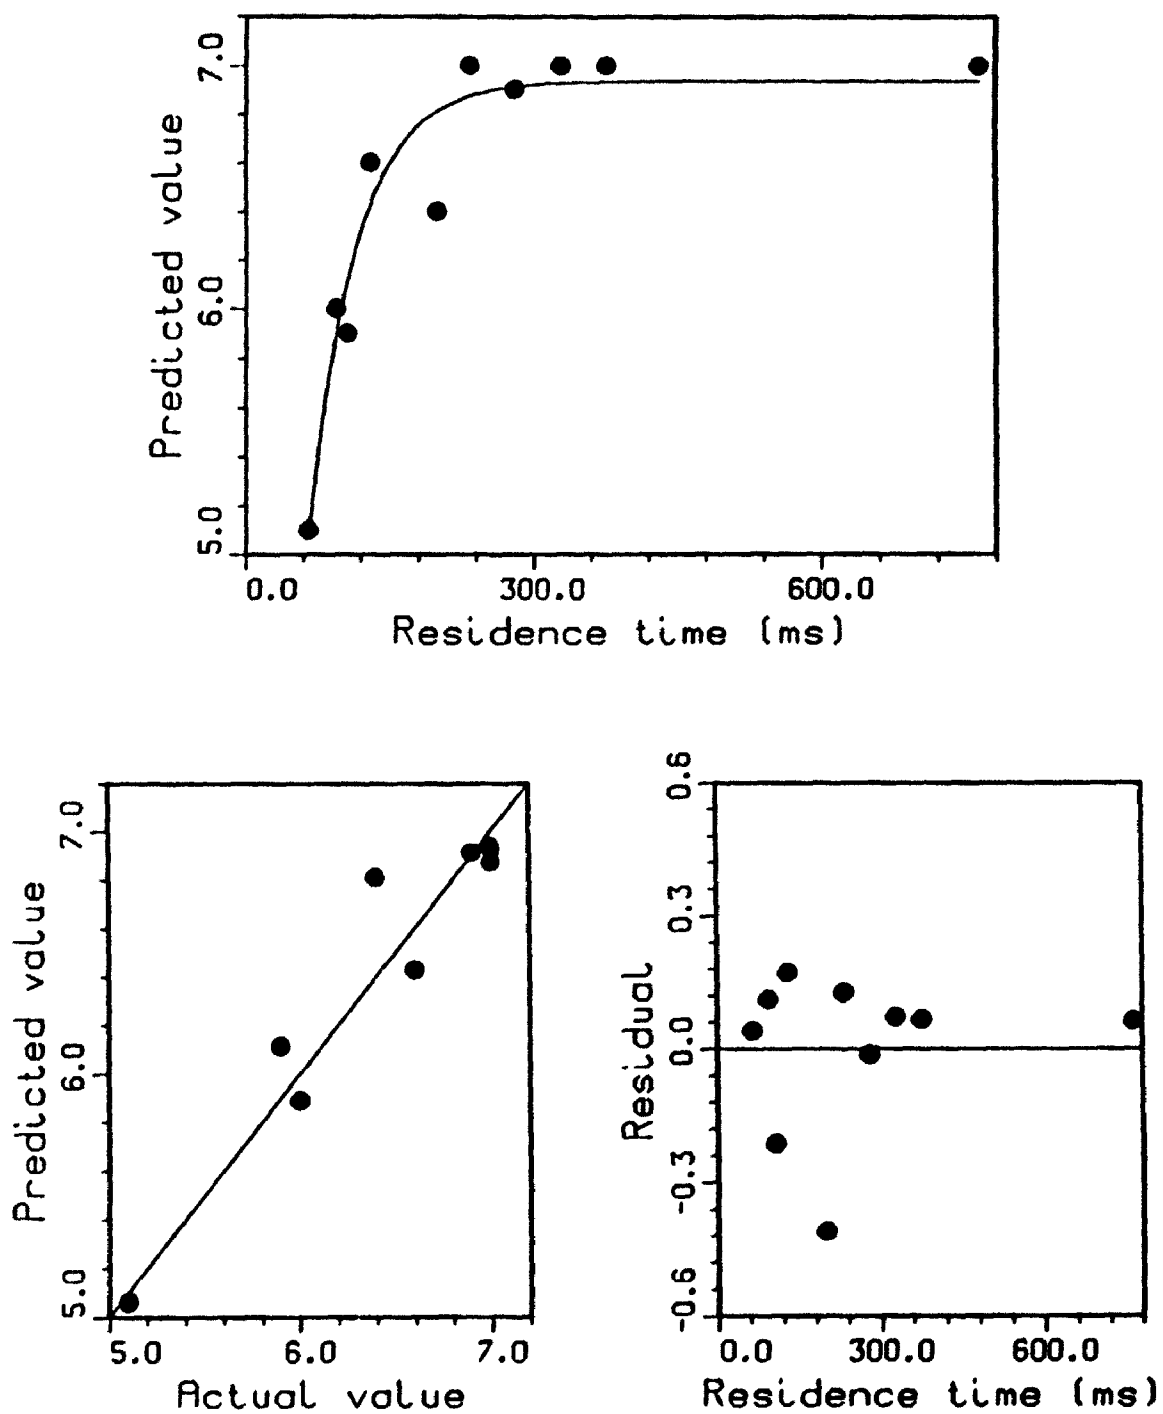 7.0
6.0
5.0
Predicted value
0.0 300.0 600.0
Residence time (ms)
7.0
6.0
5.0
Predicted value
5.0 6.0 7.0
Actual value
0.6
0.3
0.0
-0.3
-0.6
Residual
0.0 300.0 600.0
Residence time (ms)